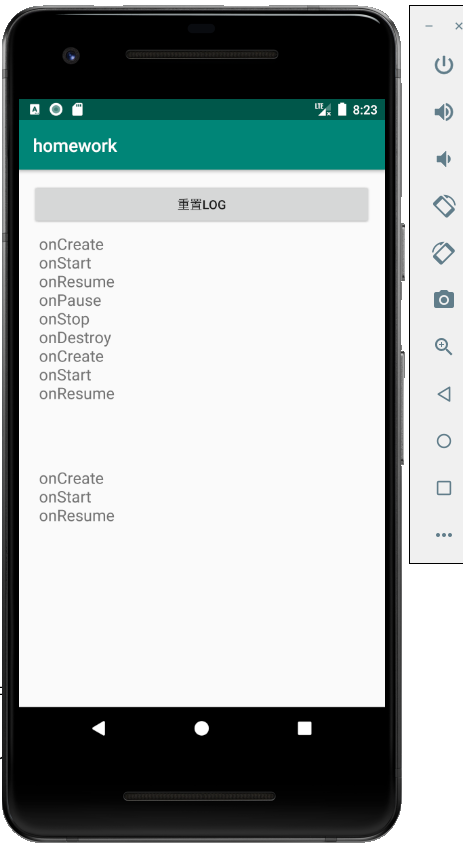 LTE 8:23
homework
重置LOG
onCreate
onStart
onResume
onPause
onStop
onDestroy
onCreate
onStart
onResume
onCreate
onStart
onResume